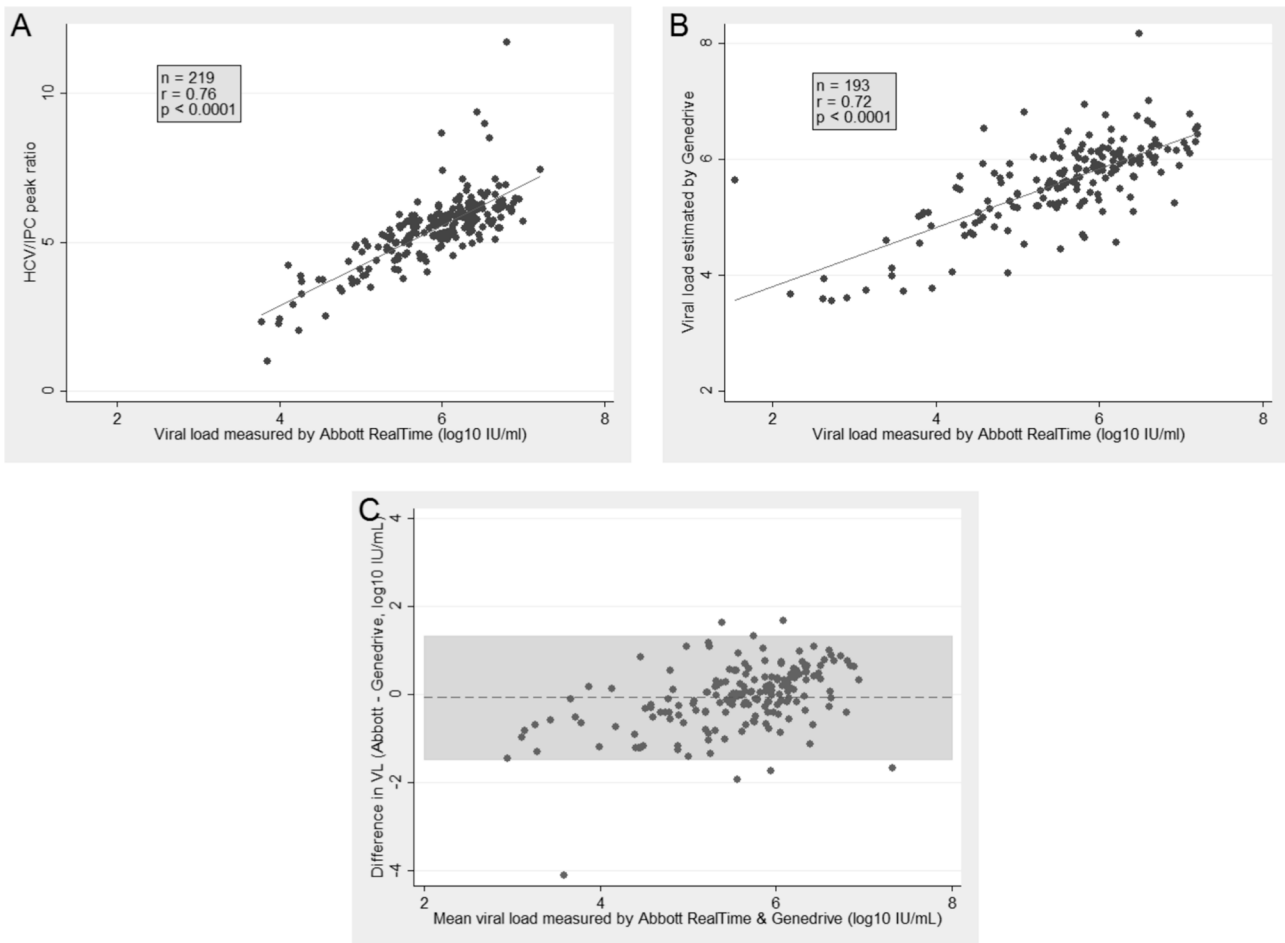 A
n = 219
r = 0.76
p < 0.0001
HCV/IPC peak ratio
10
5
0
2 4 6 8
Viral load measured by Abbott RealTime (log10 IU/ml)
B
n = 193
r = 0.72
p < 0.0001
Viral load estimated by Genedrive
8
6
4
2
2 4 6 8
Viral load measured by Abbott RealTime (log10 IU/ml)
C
Difference in VL (Abbott - Genedrive, log10 IU/mL)
4
2
0
-2
-4
2 4 6 8
Mean viral load measured by Abbott RealTime & Genedrive (log10 IU/mL)